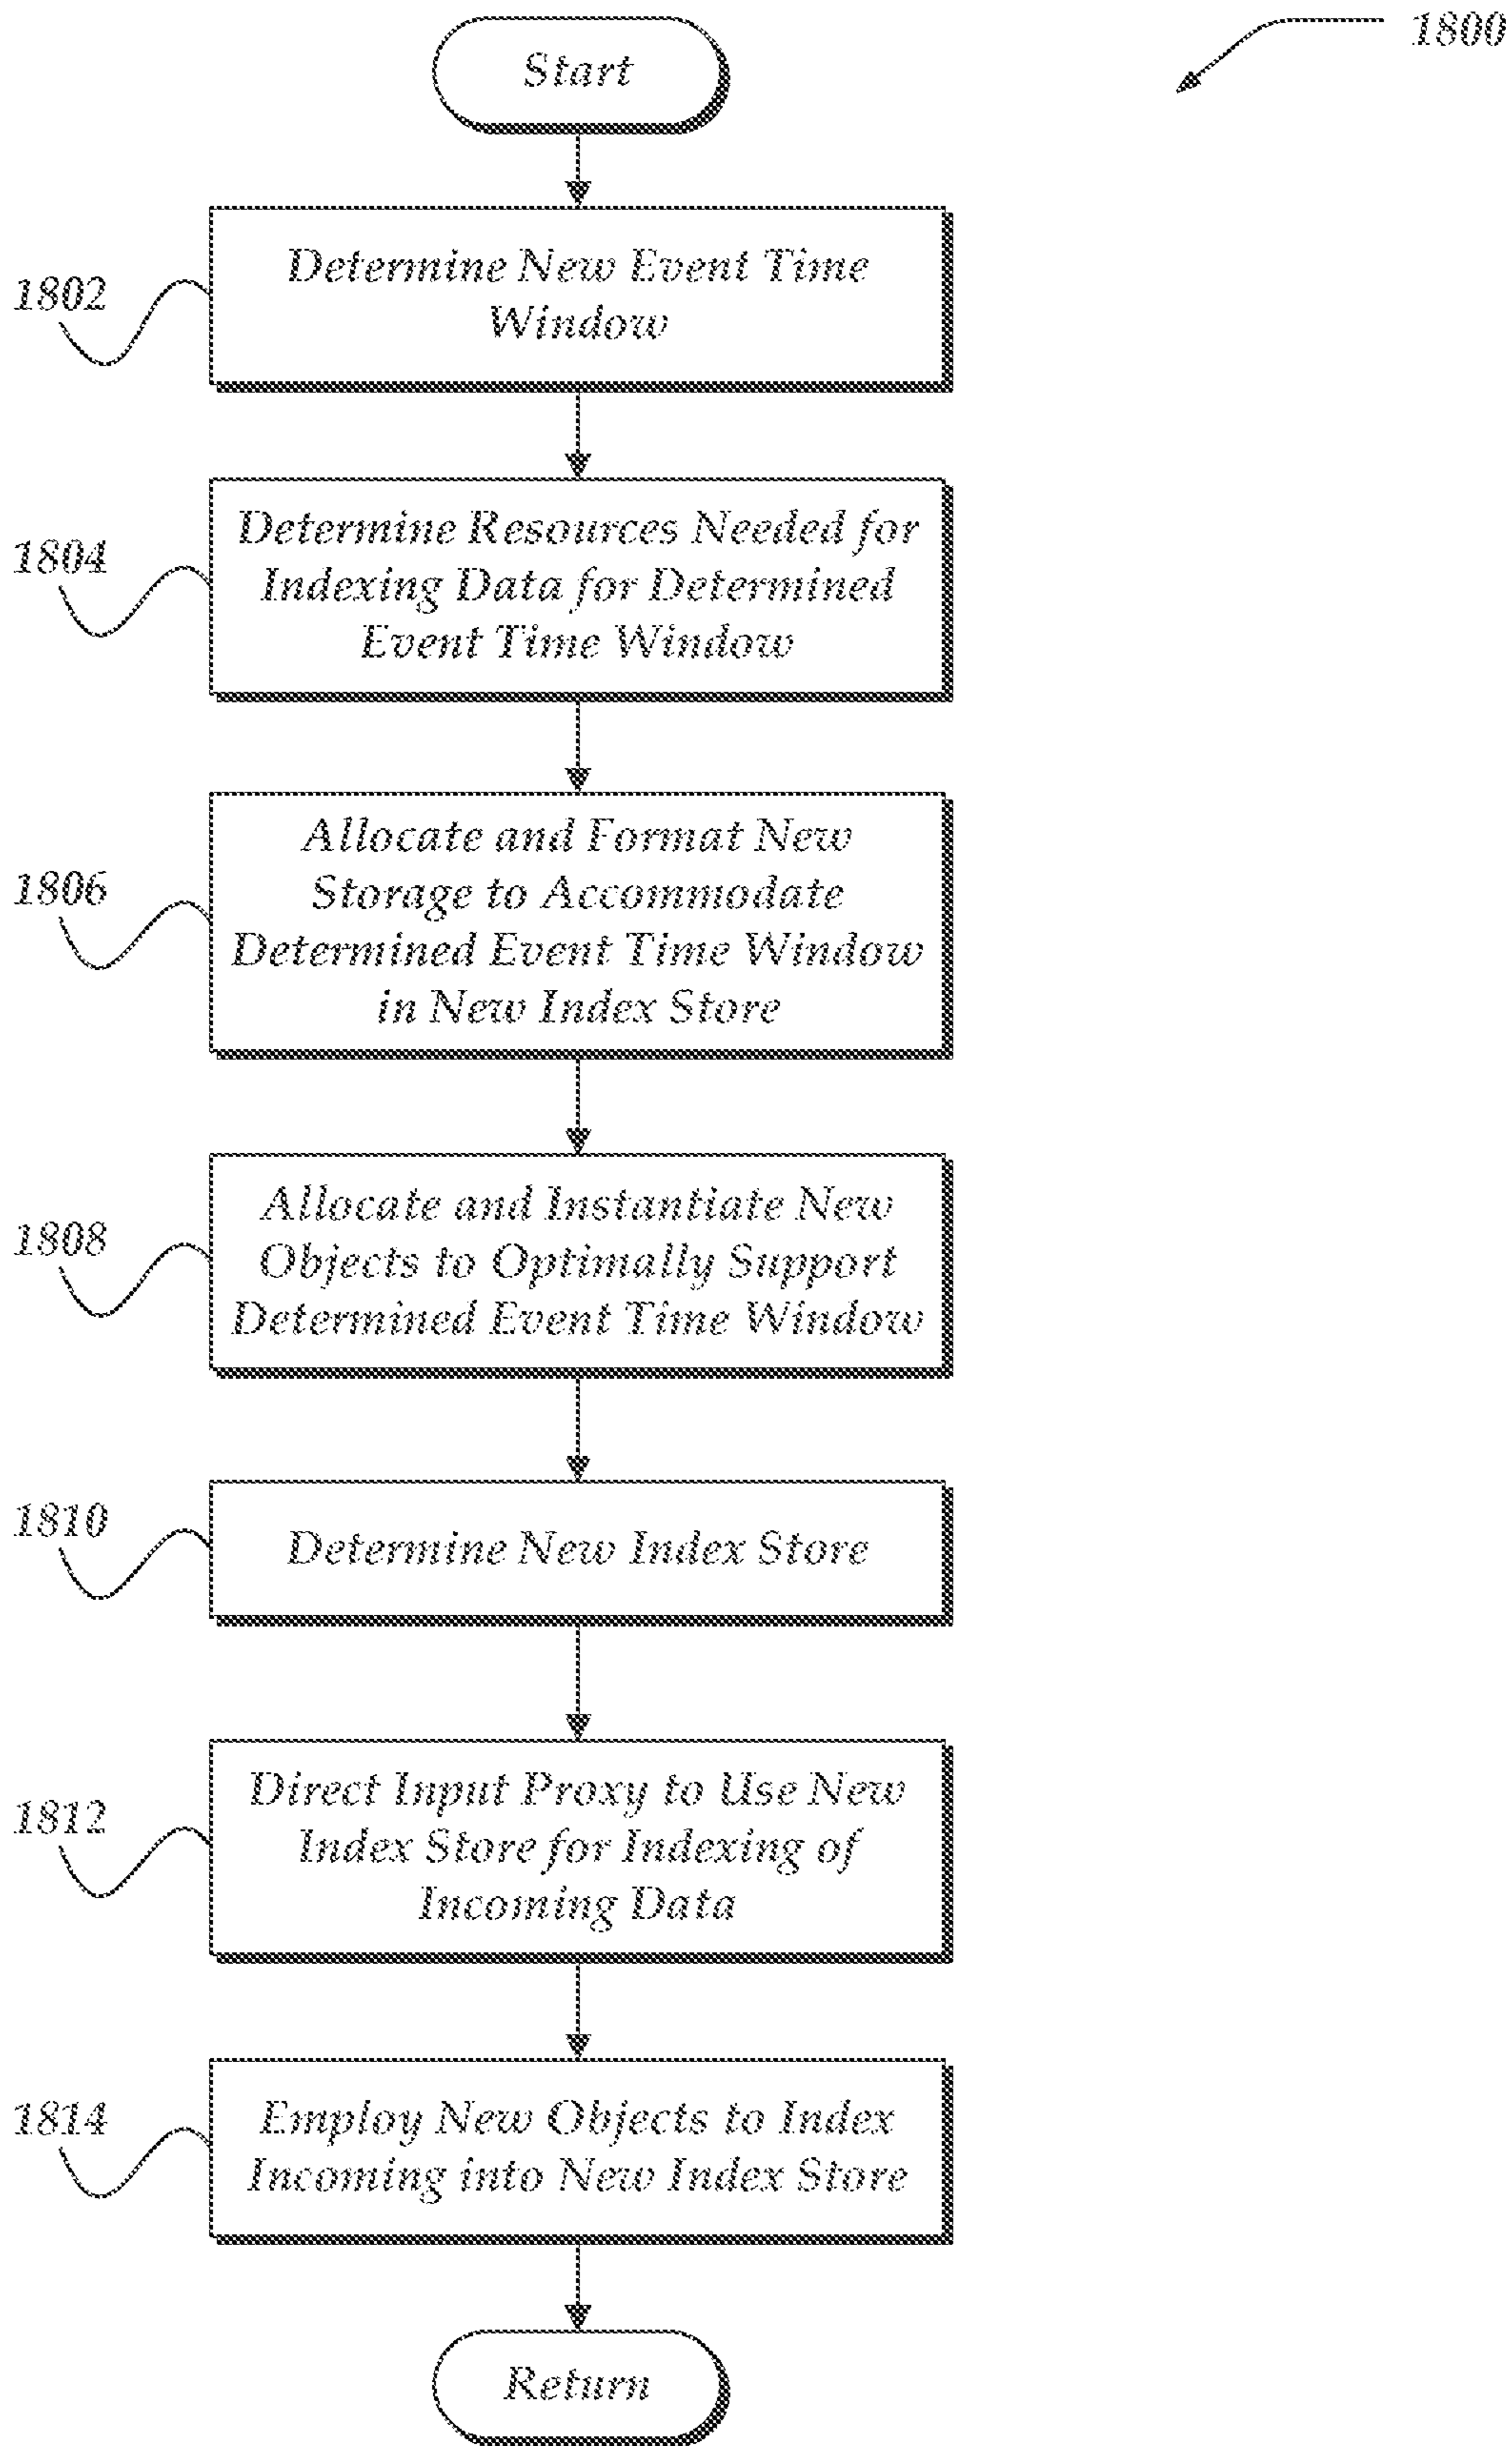 1800
Start
1802
Determine New Event Time
Window
1804
Determine Resources Needed for
Indexing Data for Determined
Event Time Window
1806
Allocate and Format New
Storage to Accommodate
Determined Event Time Window
in New Index Store
1808
Allocate and Instantiate New
Objects to Optimally Support
Determined Event Time Window
1810
Determine New Index Store
1812
Direct Input Proxy to Use New
Index Store for Indexing of
Incoming Data
1814
Employ New Objects to Index
Incoming into New Index Store
Return